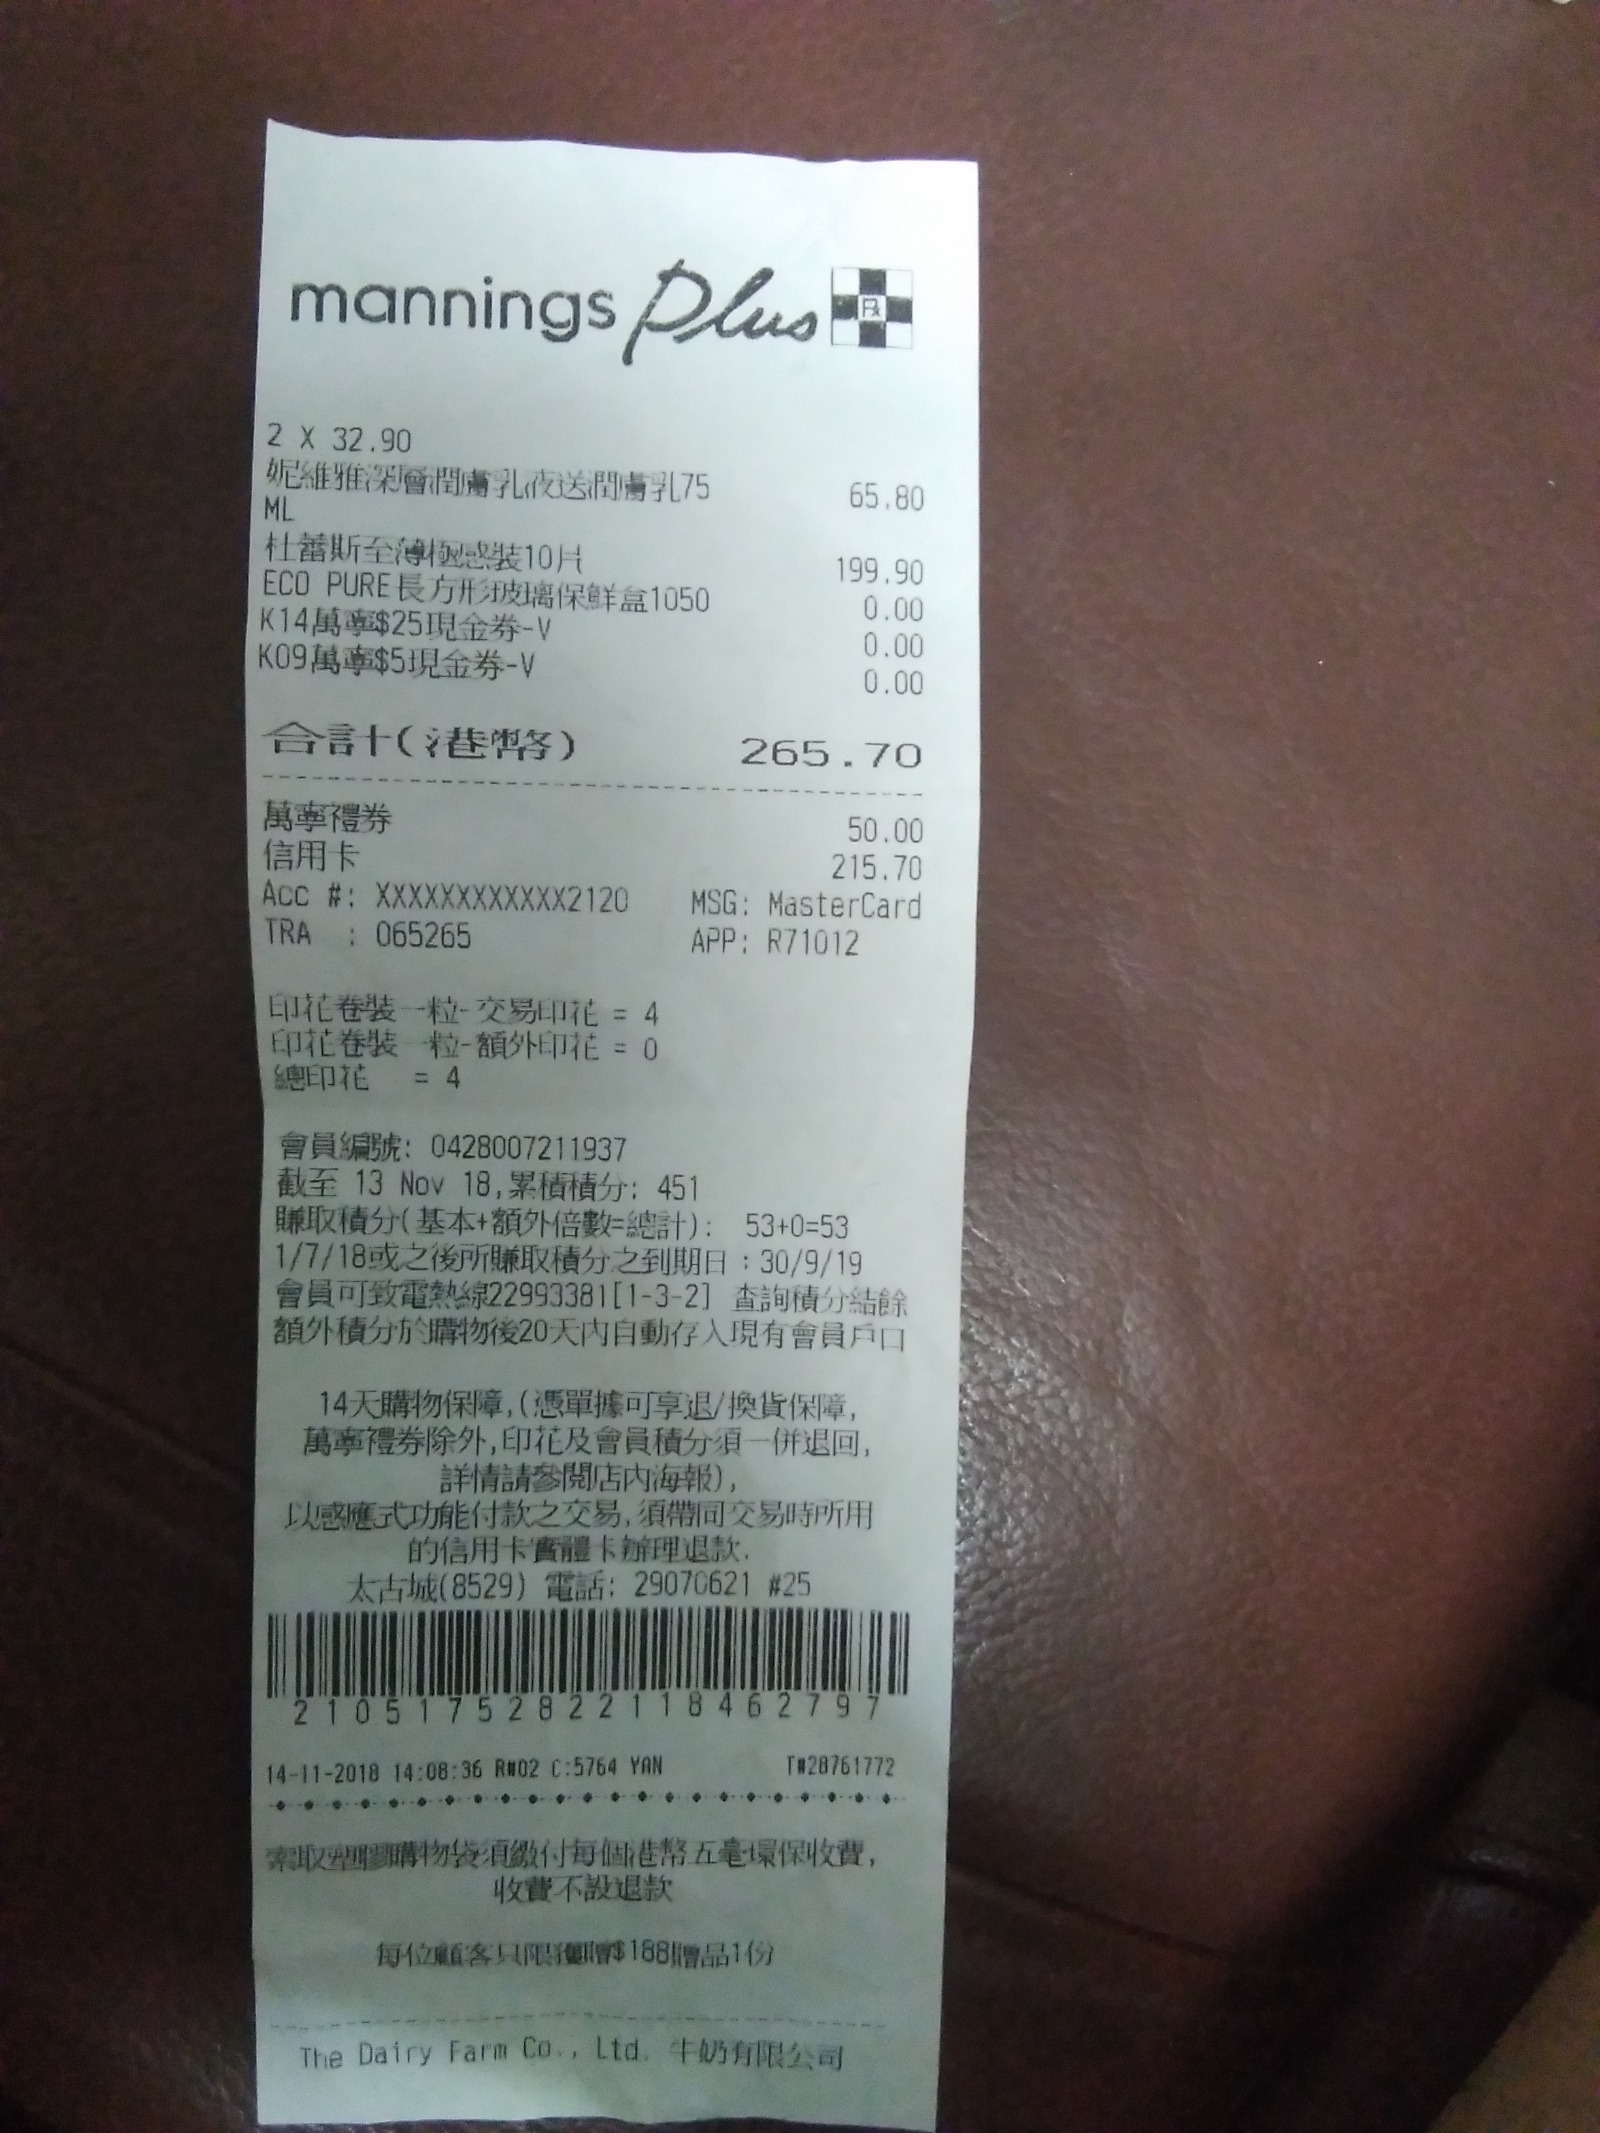 mannings Plus
2 X 32.90
妮維雅深層潤膚乳液送潤膚乳75 65.80
ML
杜蕾斯至薄極感裝10片 199.90
ECO PURE長方形玻璃保鮮盒1050 0.00
K14萬寧$25現金券-V 0.00
K09萬寧$5現金券-V 0.00
合計(港幣) 265.70
萬寧禮券 50.00
信用卡 215.70
Acc #: XXXXXXXXXXXX2120 MSG: MasterCard
TRA : 065265 APP: R71012
印花卷裝一粒-交易印花 = 4
印花卷裝一粒-額外印花 = 0
總印花 = 4
會員編號: 0428007211937
截至 13 Nov 18,累積積分: 451
賺取積分(基本+額外倍數=總計): 53+0=53
1/7/18或之後所賺取積分之到期日:30/9/19
會員可致電熱線22993381[1-3-2] 查詢積分結餘
額外積分於購物後20天內自動存入現有會員戶口
14天購物保障,(憑單據可享退/換貨保障,
萬寧禮券除外,印花及會員積分須一併退回,
詳情請參閱店內海報),
以感應式功能付款之交易,須帶同交易時所用
的信用卡實體卡辦理退款.
太古城(8529) 電話: 29070621 #25
21051752822118462797
14-11-2018 14:08:36 R#02 C:5764 YAN T#28761772
索取塑膠購物袋須繳付每個港幣五毫環保收費,
收費不設退款
每位顧客只限獲贈$188贈品1份
The Dairy Farm Co., Ltd. 牛奶有限公司